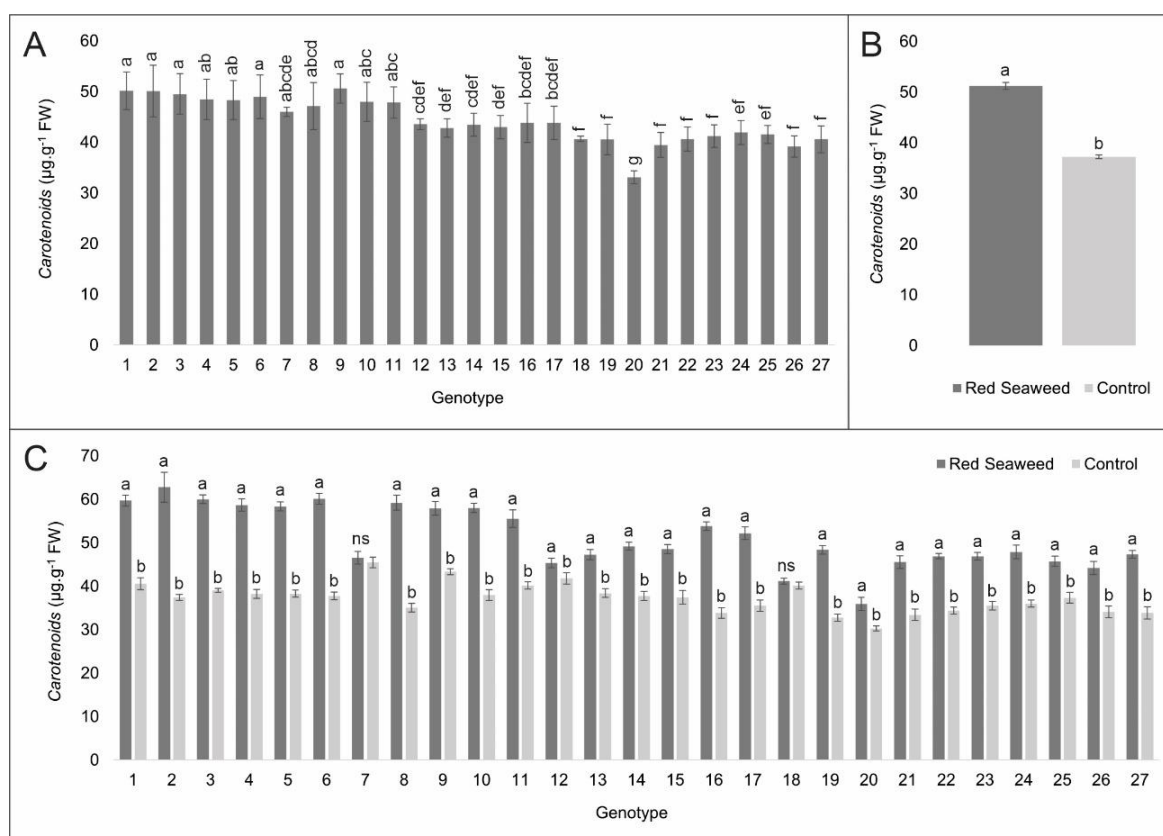 A
Carotenoids (µg.g⁻¹ FW)
60
50
40
30
20
10
0
a a a ab ab a abcde abcd a abc abc cdef def cdef def bcdef bcdef f f g f f f ef ef f f
1 2 3 4 5 6 7 8 9 10 11 12 13 14 15 16 17 18 19 20 21 22 23 24 25 26 27
Genotype
B
Carotenoids (µg.g⁻¹ FW)
60
50
40
30
20
10
0
a
b
Red Seaweed Control
C
Carotenoids (µg.g⁻¹ FW)
70
60
50
40
30
20
10
0
Red Seaweed Control
a b a b a b a b a b a b ns a b a b a b a b a b a b a b a b a b a b ns a b a b a b a b a b a b a b a b a b
1 2 3 4 5 6 7 8 9 10 11 12 13 14 15 16 17 18 19 20 21 22 23 24 25 26 27
Genotype